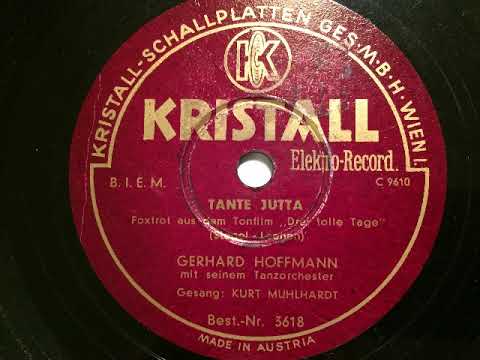 KRISTALL-SCHALLPLATTEN GES·M·B·H·WIEN I.
K
KRISTALL
Elektro-Record.
B. I. E. M.
C 9610
TANTE JUTTA
Foxtrot aus dem Tonfilm „Drei tolle Tage"
GERHARD HOFFMANN
mit seinem Tanzorchester
Gesang: KURT MUHLHARDT
Best.-Nr. 3618
MADE IN AUSTRIA